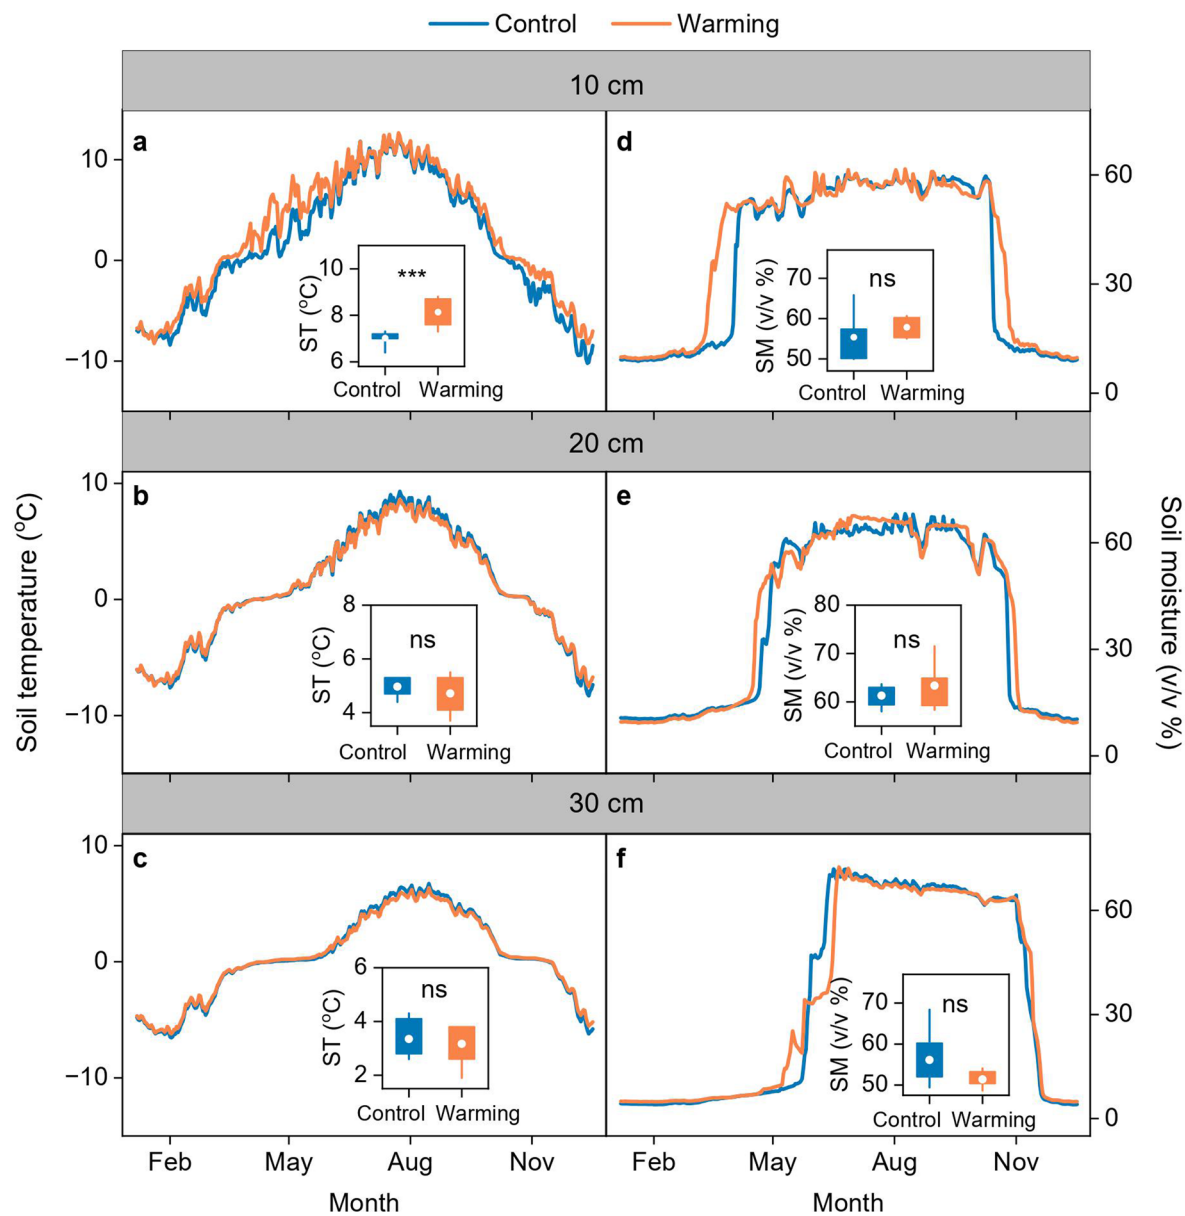 Control Warming
10 cm
a
10
0
−10
10
8
6
ST (°C)
***
Control Warming
d
60
30
0
70
60
50
SM (v/v %)
ns
Control Warming
20 cm
b
10
0
−10
8
6
4
ST (°C)
ns
Control Warming
e
60
30
0
80
70
60
SM (v/v %)
ns
Control Warming
Soil temperature (°C)
Soil moisture (v/v %)
30 cm
c
10
0
−10
6
4
2
ST (°C)
ns
Control Warming
f
60
30
0
70
60
50
SM (v/v %)
ns
Control Warming
Feb May Aug Nov
Feb May Aug Nov
Month
Month